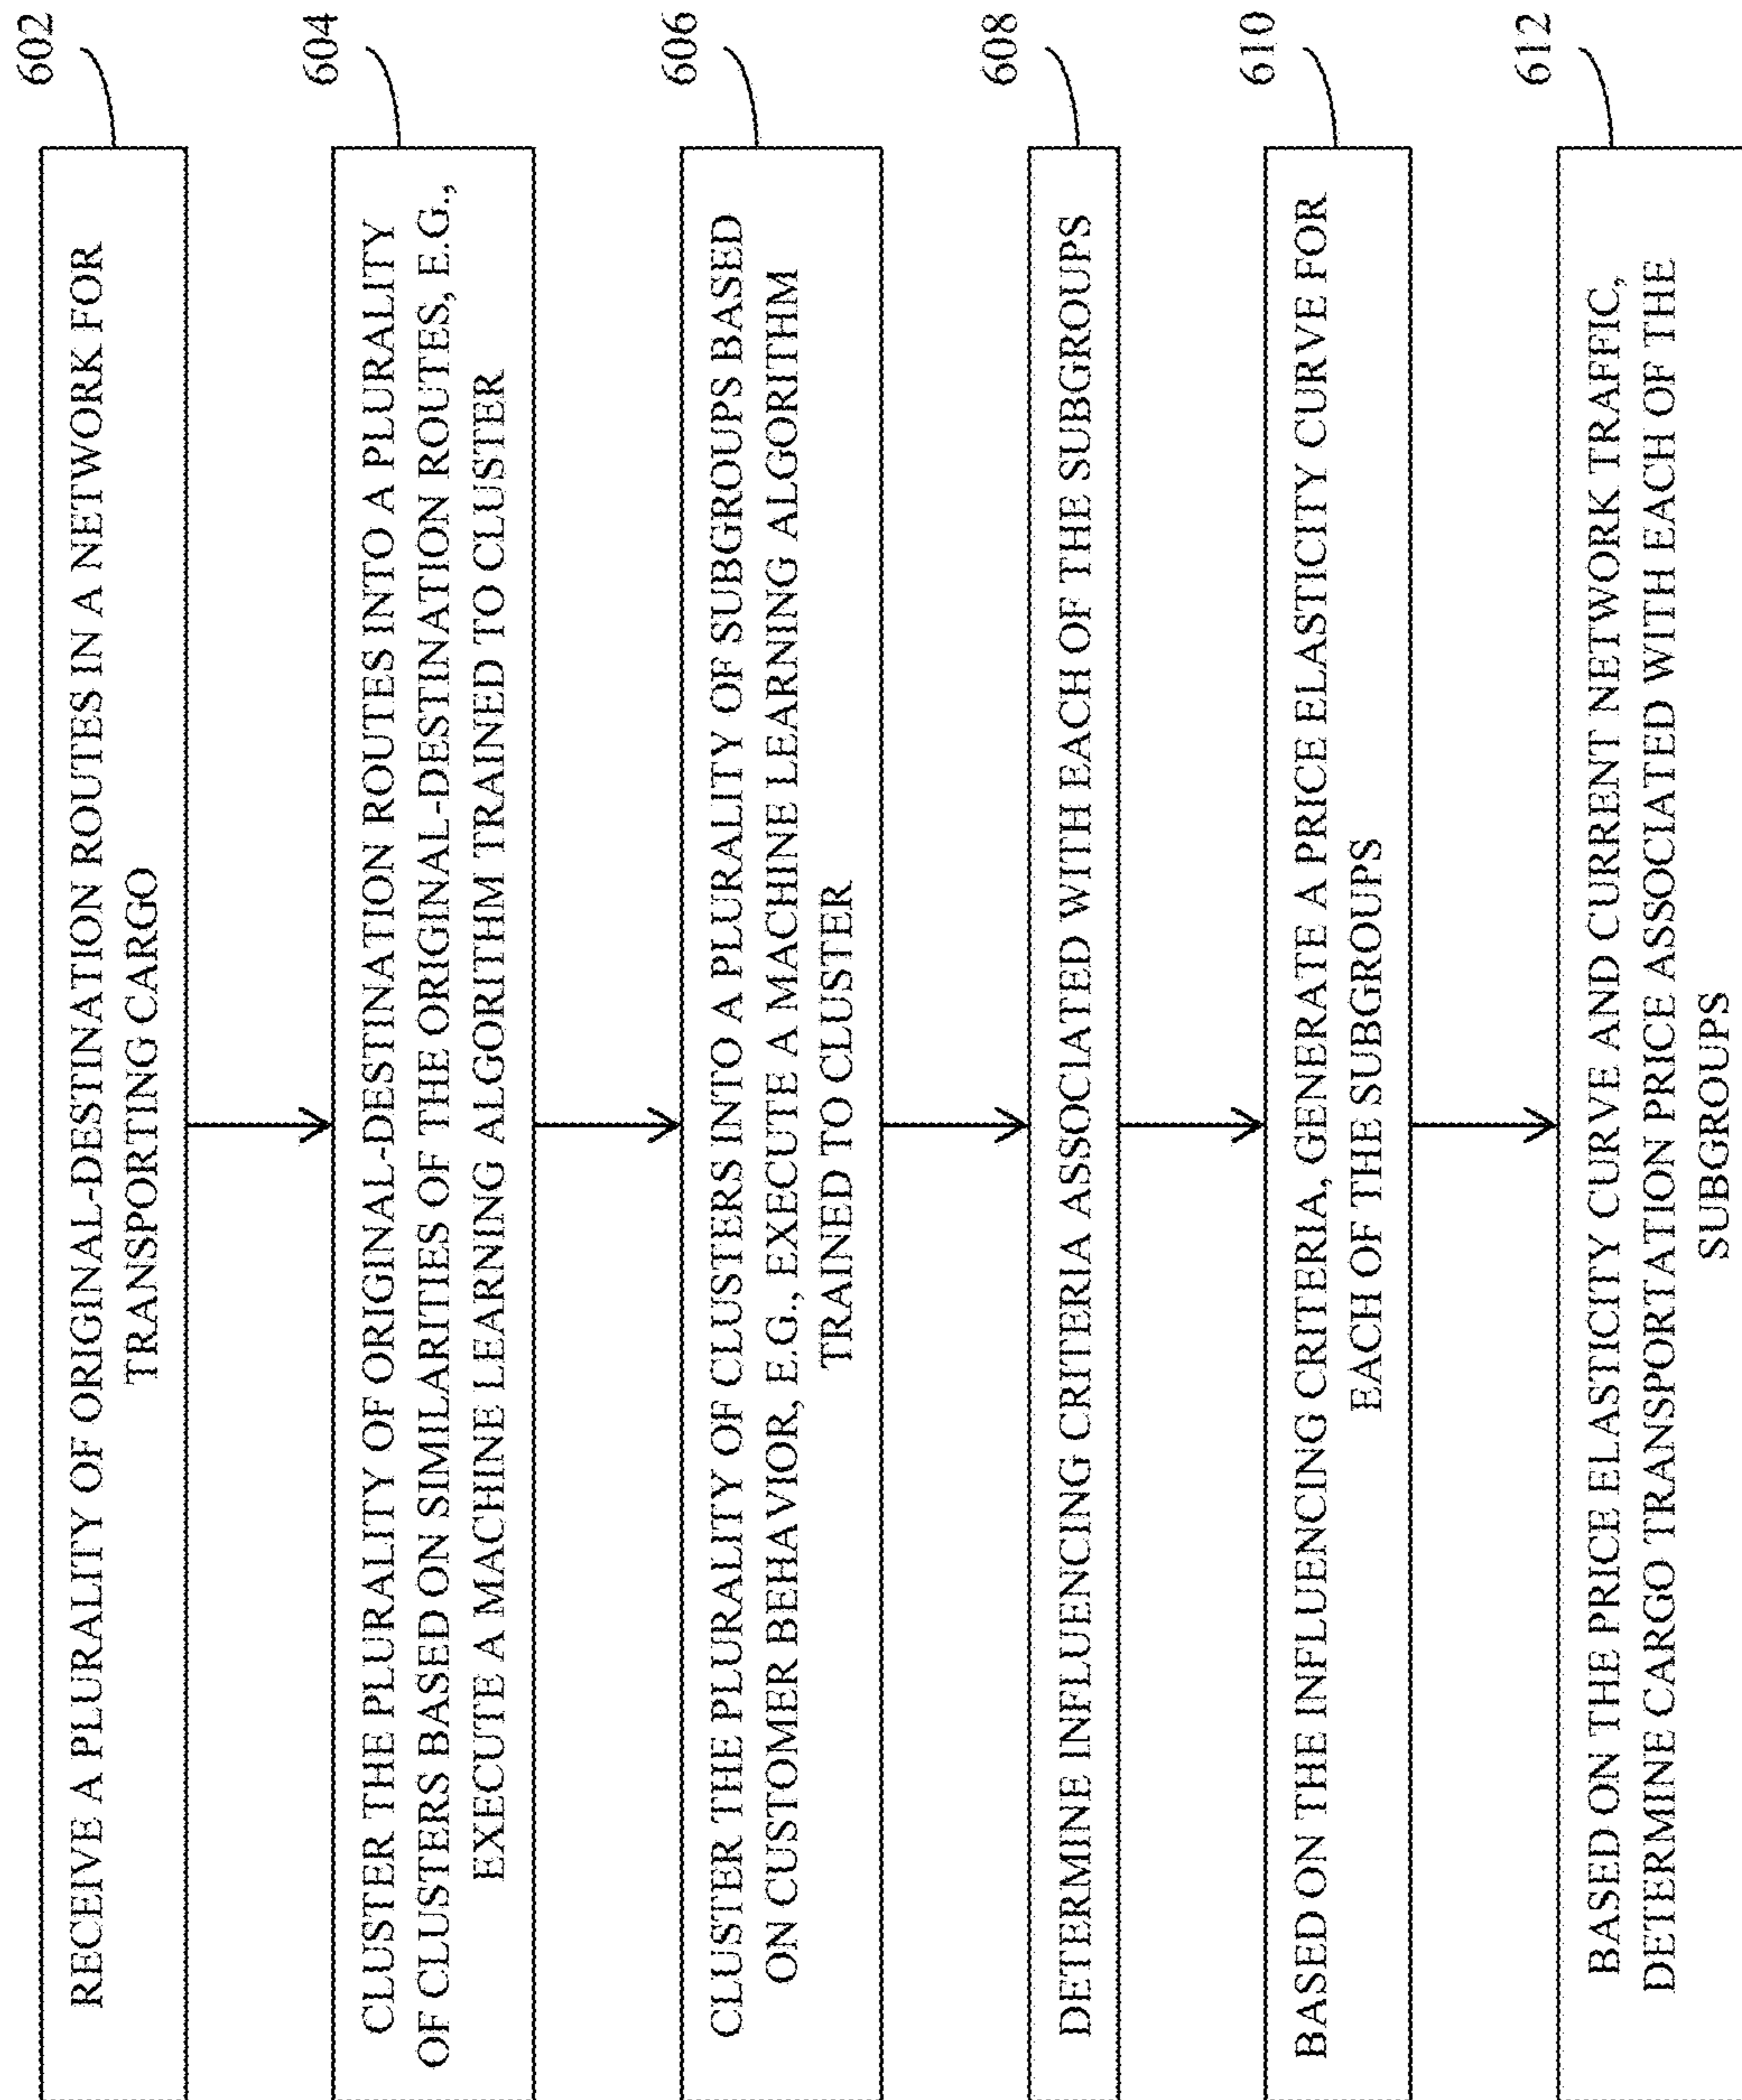 602
RECEIVE A PLURALITY OF ORIGINAL-DESTINATION ROUTES IN A NETWORK FOR
TRANSPORTING CARGO
604
CLUSTER THE PLURALITY OF ORIGINAL-DESTINATION ROUTES INTO A PLURALITY
OF CLUSTERS BASED ON SIMILARITIES OF THE ORIGINAL-DESTINATION ROUTES, E.G.,
EXECUTE A MACHINE LEARNING ALGORITHM TRAINED TO CLUSTER
606
CLUSTER THE PLURALITY OF CLUSTERS INTO A PLURALITY OF SUBGROUPS BASED
ON CUSTOMER BEHAVIOR, E.G., EXECUTE A MACHINE LEARNING ALGORITHM
TRAINED TO CLUSTER
608
DETERMINE INFLUENCING CRITERIA ASSOCIATED WITH EACH OF THE SUBGROUPS
610
BASED ON THE INFLUENCING CRITERIA, GENERATE A PRICE ELASTICITY CURVE FOR
EACH OF THE SUBGROUPS
612
BASED ON THE PRICE ELASTICITY CURVE AND CURRENT NETWORK TRAFFIC,
DETERMINE CARGO TRANSPORTATION PRICE ASSOCIATED WITH EACH OF THE
SUBGROUPS